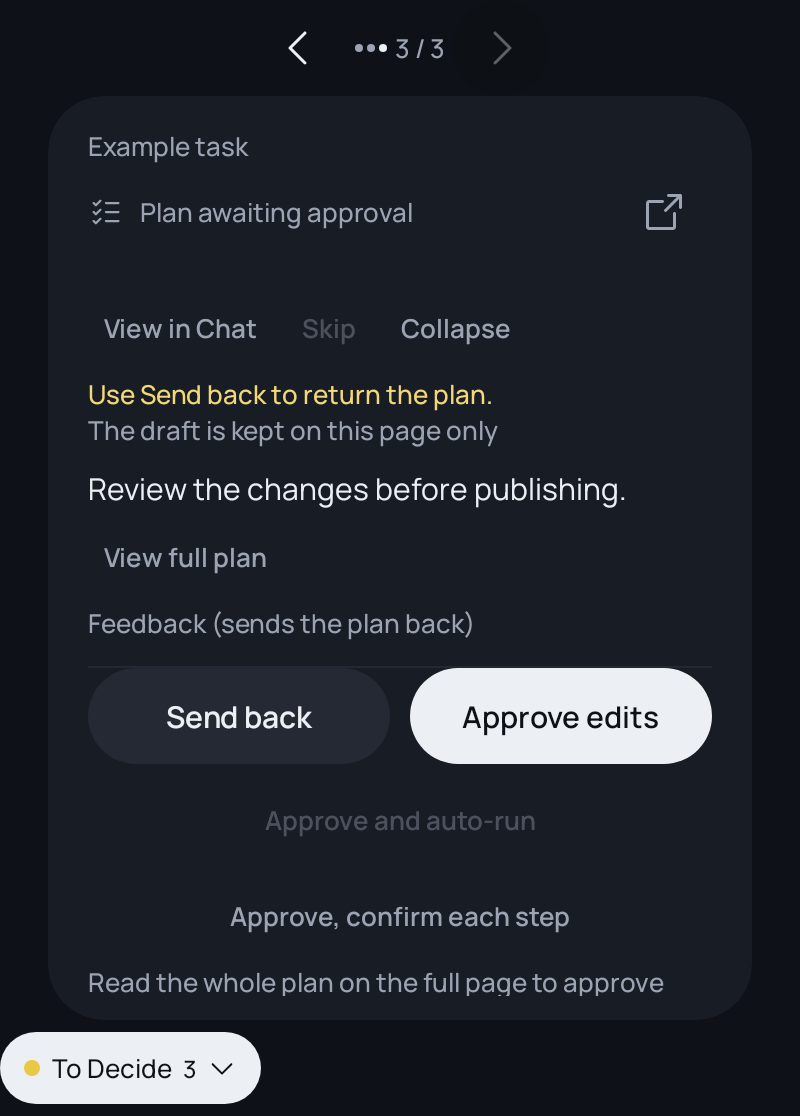 3 / 3
Example task
Plan awaiting approval
View in Chat Skip Collapse
Use Send back to return the plan.
The draft is kept on this page only
Review the changes before publishing.
View full plan
Feedback (sends the plan back)
Send back Approve edits
Approve and auto-run
Approve, confirm each step
Read the whole plan on the full page to approve
To Decide 3